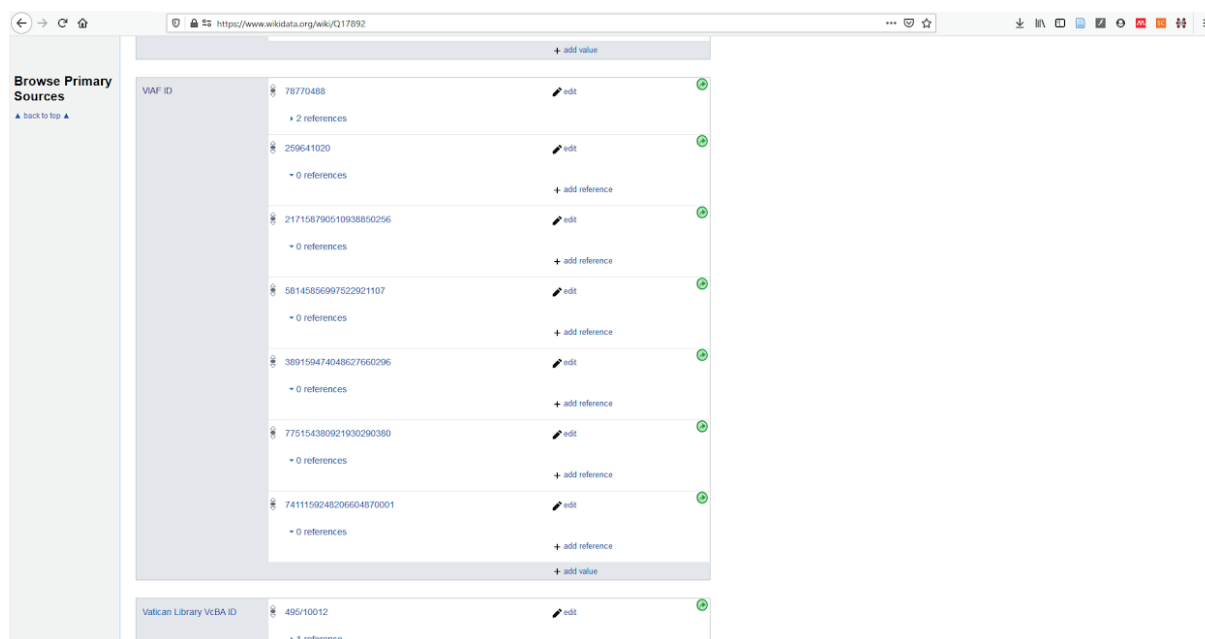 https://www.wikidata.org/wiki/Q17892
+ add value
Browse Primary
Sources
▲ back to top ▲
VIAF ID
78770488
edit
2 references
259641020
edit
0 references
+ add reference
217158790510938850256
edit
0 references
+ add reference
58145856997522921107
edit
0 references
+ add reference
389159474048627660296
edit
0 references
+ add reference
775154380921930290380
edit
0 references
+ add reference
7411159248206604870001
edit
0 references
+ add reference
+ add value
Vatican Library VcBA ID
495/10012
edit
1 reference